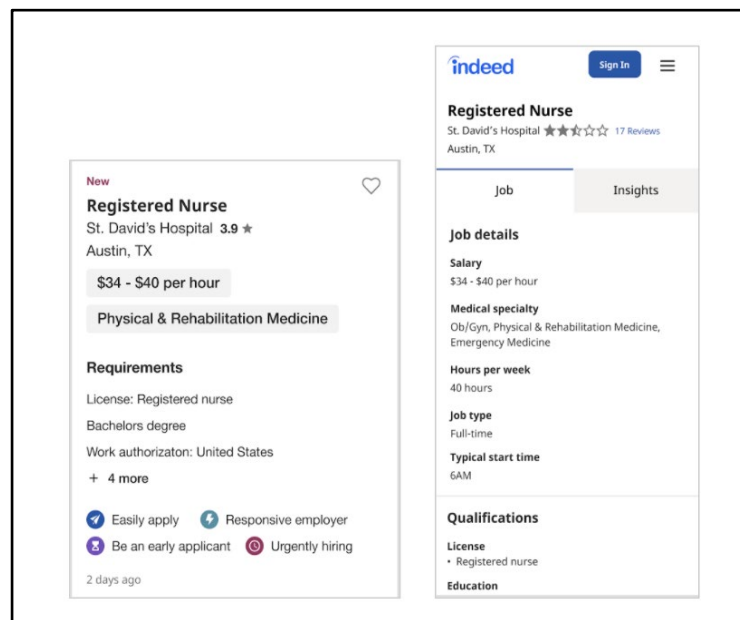 New
Registered Nurse
St. David's Hospital 3.9 ★
Austin, TX
$34 - $40 per hour
Physical & Rehabilitation Medicine
Requirements
License: Registered nurse
Bachelors degree
Work authorizaton: United States
+ 4 more
Easily apply
Responsive employer
Be an early applicant
Urgently hiring
2 days ago
indeed
Sign In
Registered Nurse
St. David's Hospital 17 Reviews
Austin, TX
Job
Insights
Job details
Salary
$34 - $40 per hour
Medical specialty
Ob/Gyn, Physical & Rehabilitation Medicine,
Emergency Medicine
Hours per week
40 hours
Job type
Full-time
Typical start time
6AM
Qualifications
License
• Registered nurse
Education